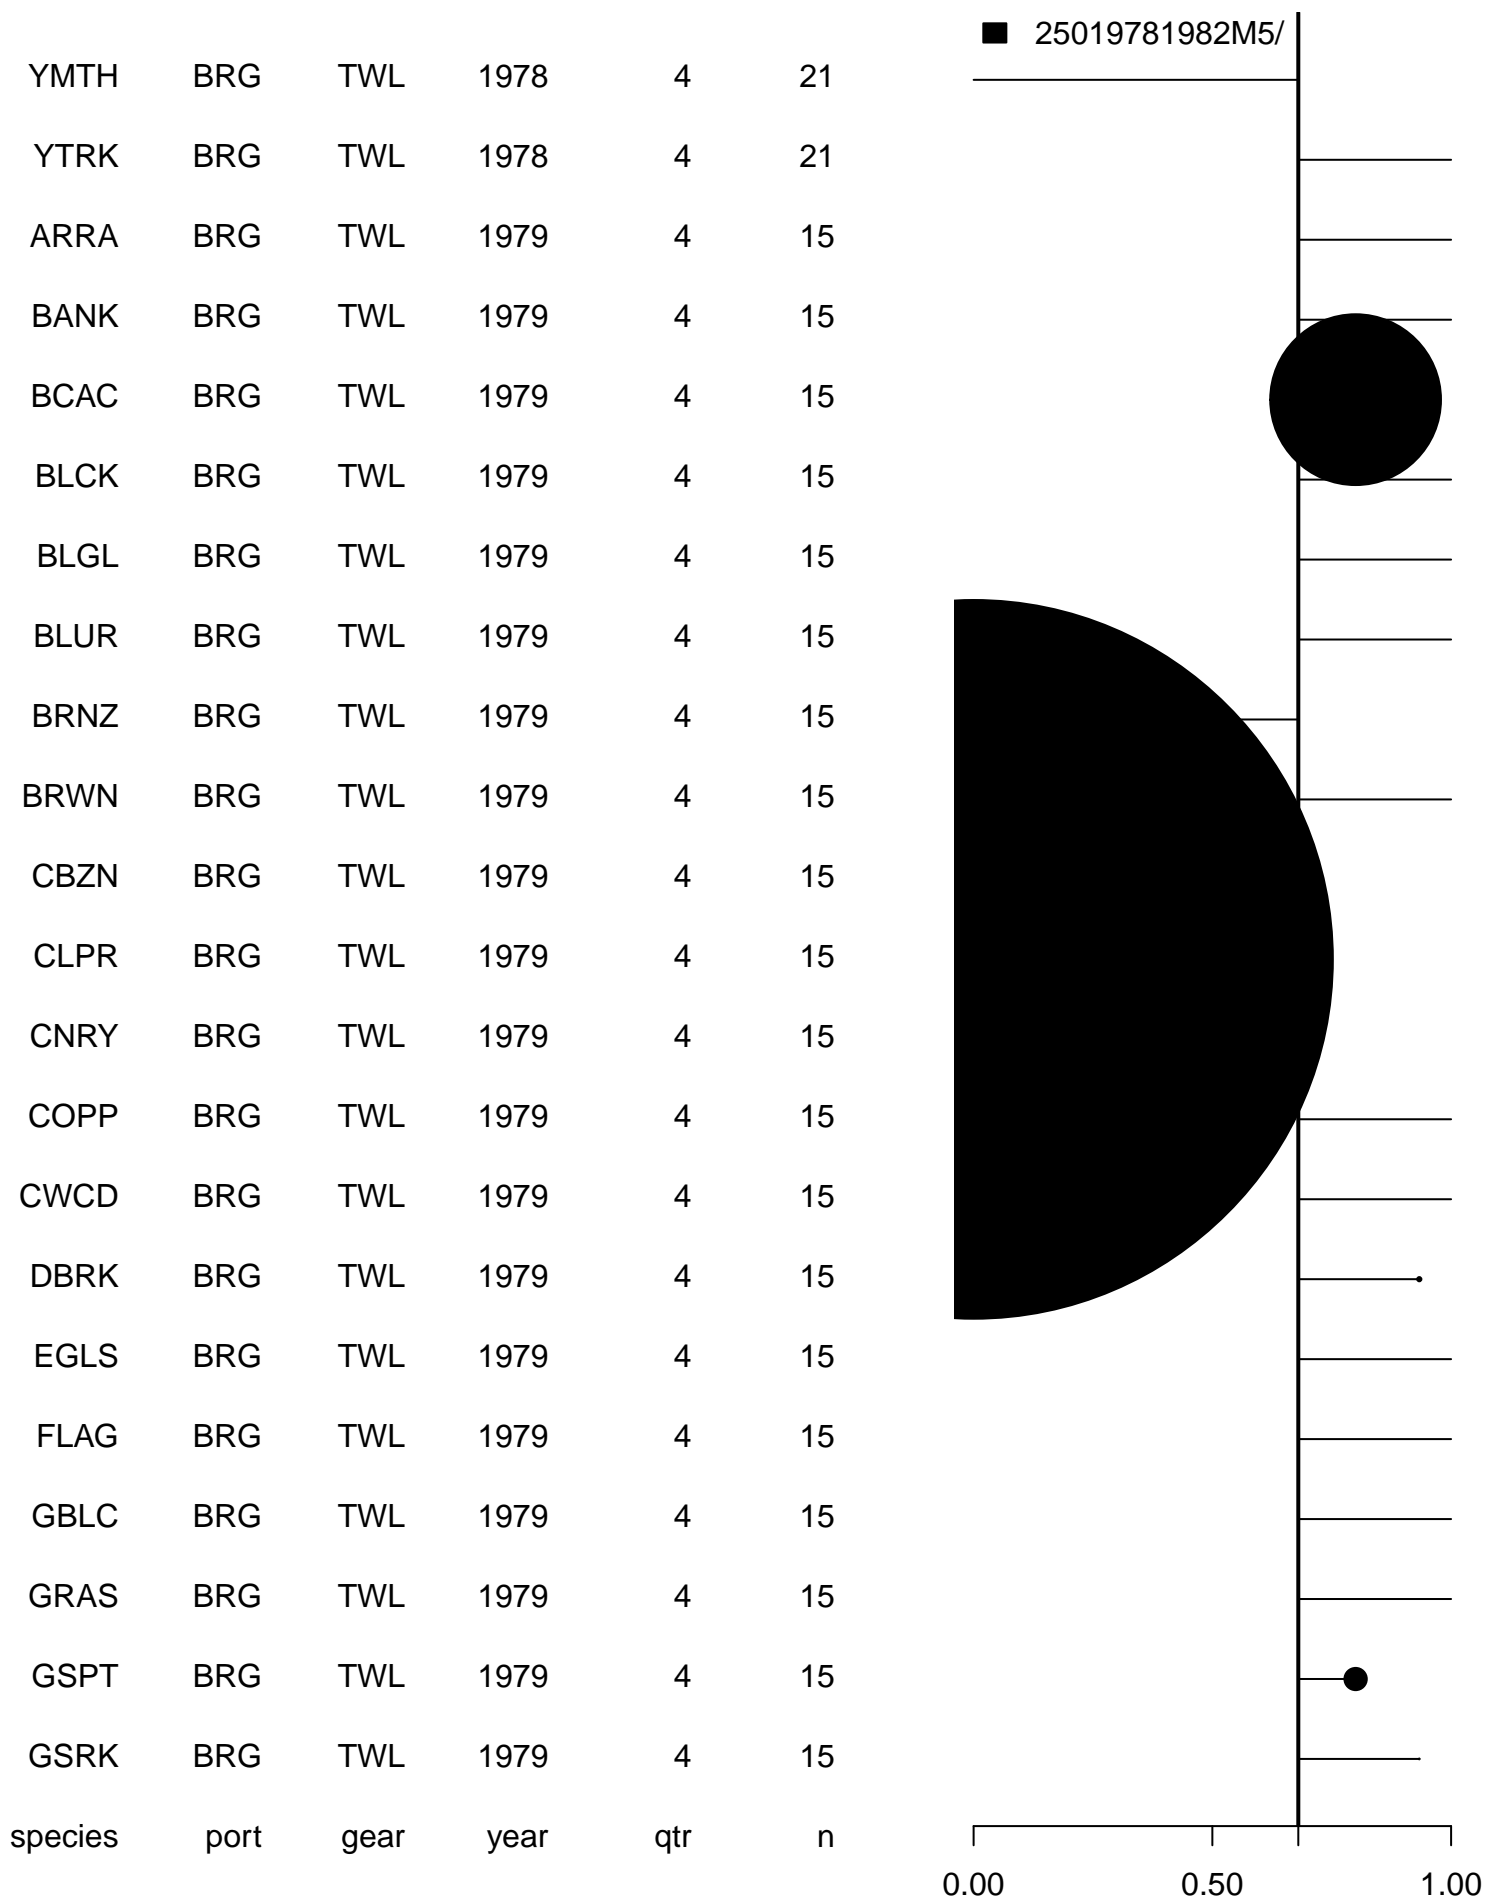 25019781982M5/
YMTH BRG TWL 1978 4 21
YTRK BRG TWL 1978 4 21
ARRA BRG TWL 1979 4 15
BANK BRG TWL 1979 4 15
BCAC BRG TWL 1979 4 15
BLCK BRG TWL 1979 4 15
BLGL BRG TWL 1979 4 15
BLUR BRG TWL 1979 4 15
BRNZ BRG TWL 1979 4 15
BRWN BRG TWL 1979 4 15
CBZN BRG TWL 1979 4 15
CLPR BRG TWL 1979 4 15
CNRY BRG TWL 1979 4 15
COPP BRG TWL 1979 4 15
CWCD BRG TWL 1979 4 15
DBRK BRG TWL 1979 4 15
EGLS BRG TWL 1979 4 15
FLAG BRG TWL 1979 4 15
GBLC BRG TWL 1979 4 15
GRAS BRG TWL 1979 4 15
GSPT BRG TWL 1979 4 15
GSRK BRG TWL 1979 4 15
species port gear year qtr n
0.00 0.50 1.00